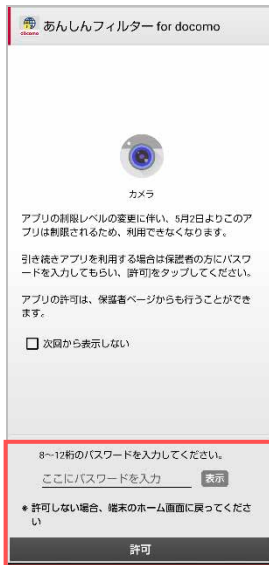 あんしんフィルター for docomo
カメラ
アプリの制限レベルの変更に伴い、5月2日よりこのア
プリは制限されるため、利用できなくなります。
引き続きアプリを利用する場合は保護者の方にパスワ
ードを入力してもらい、[許可]をタップしてください。
アプリの許可は、保護者ページからも行うことができ
ます。
次回から表示しない
8～12桁のパスワードを入力してください。
ここにパスワードを入力
表示
※ 許可しない場合、端末のホーム画面に戻ってくださ
い
許可